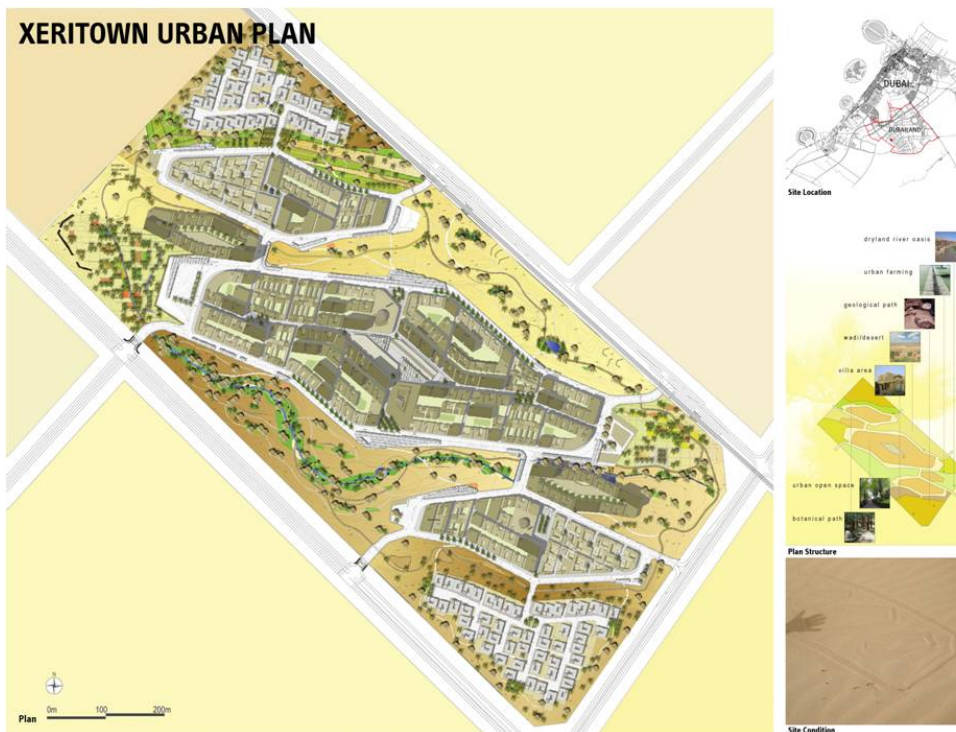 XERITOWN URBAN PLAN
N
0m 100 200m
Plan
DUBAI
DUBAILAND
Site Location
dryland river oasis
urban farming
geological path
wadi/desert
villa area
urban open space
botanical path
Plan Structure
Site Condition